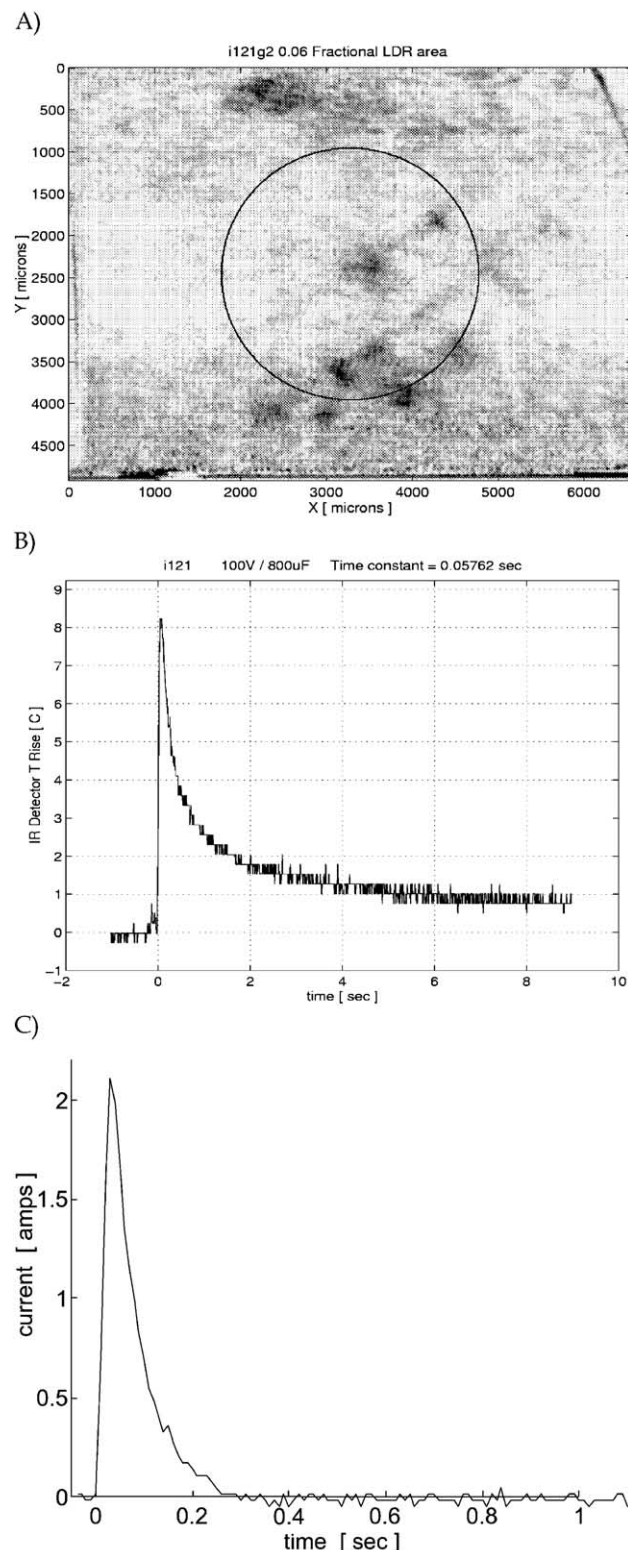 A)
i121g2 0.06 Fractional LDR area
0
500
1000
1500
2000
2500
3000
3500
4000
4500
Y [ microns]
0 1000 2000 3000 4000 5000 6000
X [ microns ]
B)
i121 100V / 800uF Time constant = 0.05762 sec
9
8
7
6
5
4
3
2
1
0
−1
IR Detector T Rise [ C]
−2 0 2 4 6 8 10
time [ sec]
C)
2
1.5
1
0.5
0
current [ amps]
0 0.2 0.4 0.6 0.8 1
time [ sec]